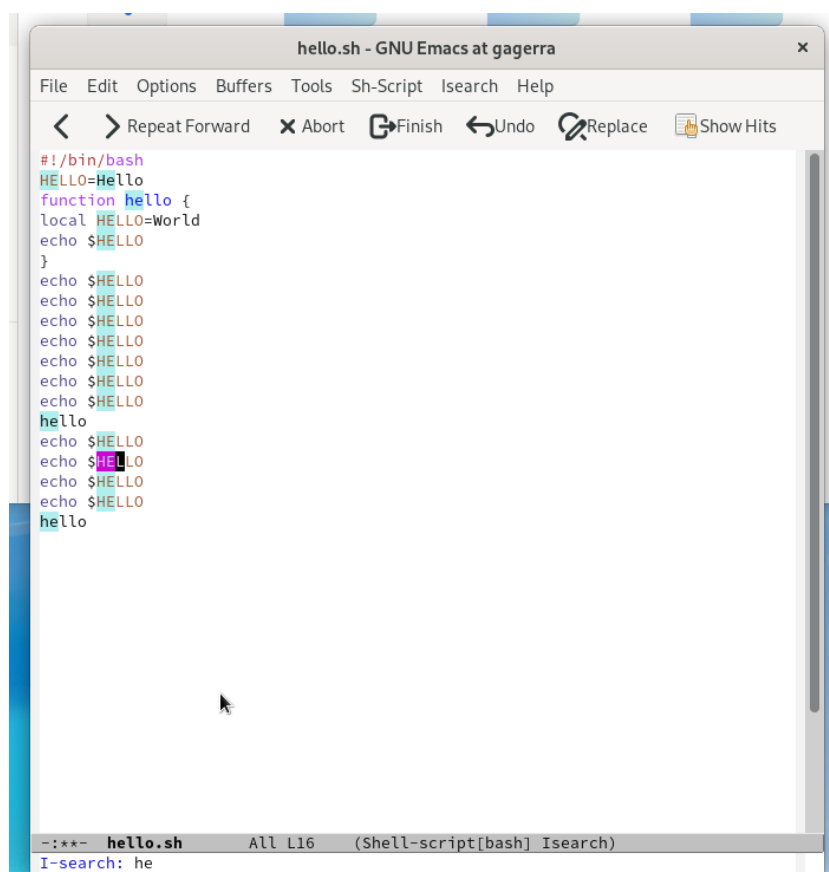 hello.sh - GNU Emacs at gagerra ×
File Edit Options Buffers Tools Sh-Script Isearch Help
Repeat Forward Abort Finish Undo Replace Show Hits
#!/bin/bash
HELLO=Hello
function hello {
local HELLO=World
echo $HELLO
}
echo $HELLO
echo $HELLO
echo $HELLO
echo $HELLO
echo $HELLO
echo $HELLO
echo $HELLO
hello
echo $HELLO
echo $HELLO
echo $HELLO
echo $HELLO
hello
-:**- hello.sh All L16 (Shell-script[bash] Isearch)
I-search: he